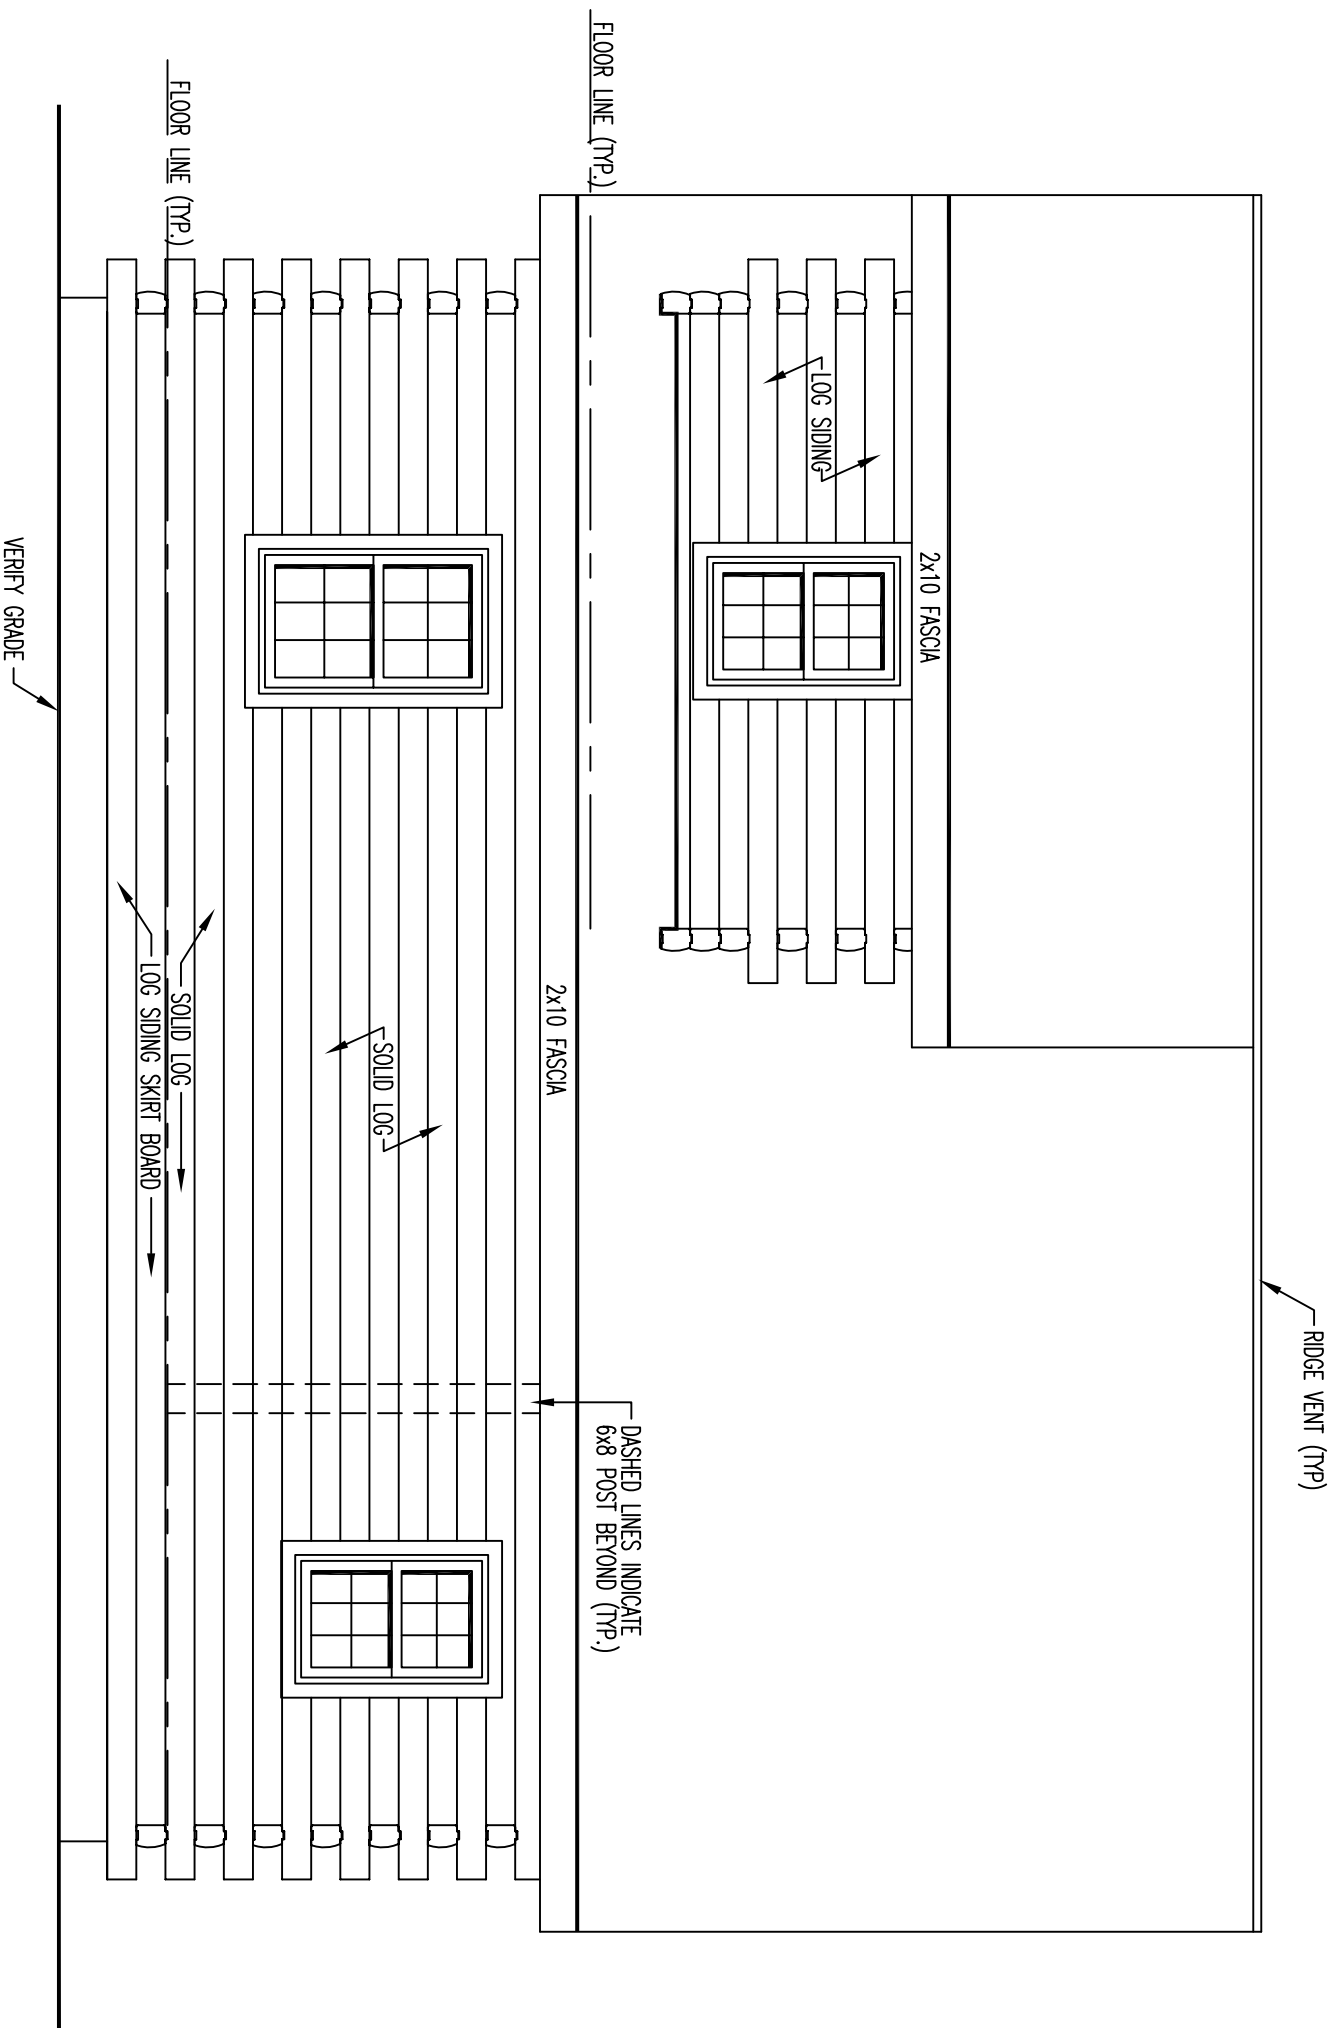 RIDGE VENT (TYP)
2x10 FASCIA
LOG SIDING
FLOOR LINE (TYP.)
DASHED LINES INDICATE
6x8 POST BEYOND (TYP.)
2x10 FASCIA
SOLID LOG
FLOOR LINE (TYP.)
SOLID LOG
LOG SIDING SKIRT BOARD
VERIFY GRADE